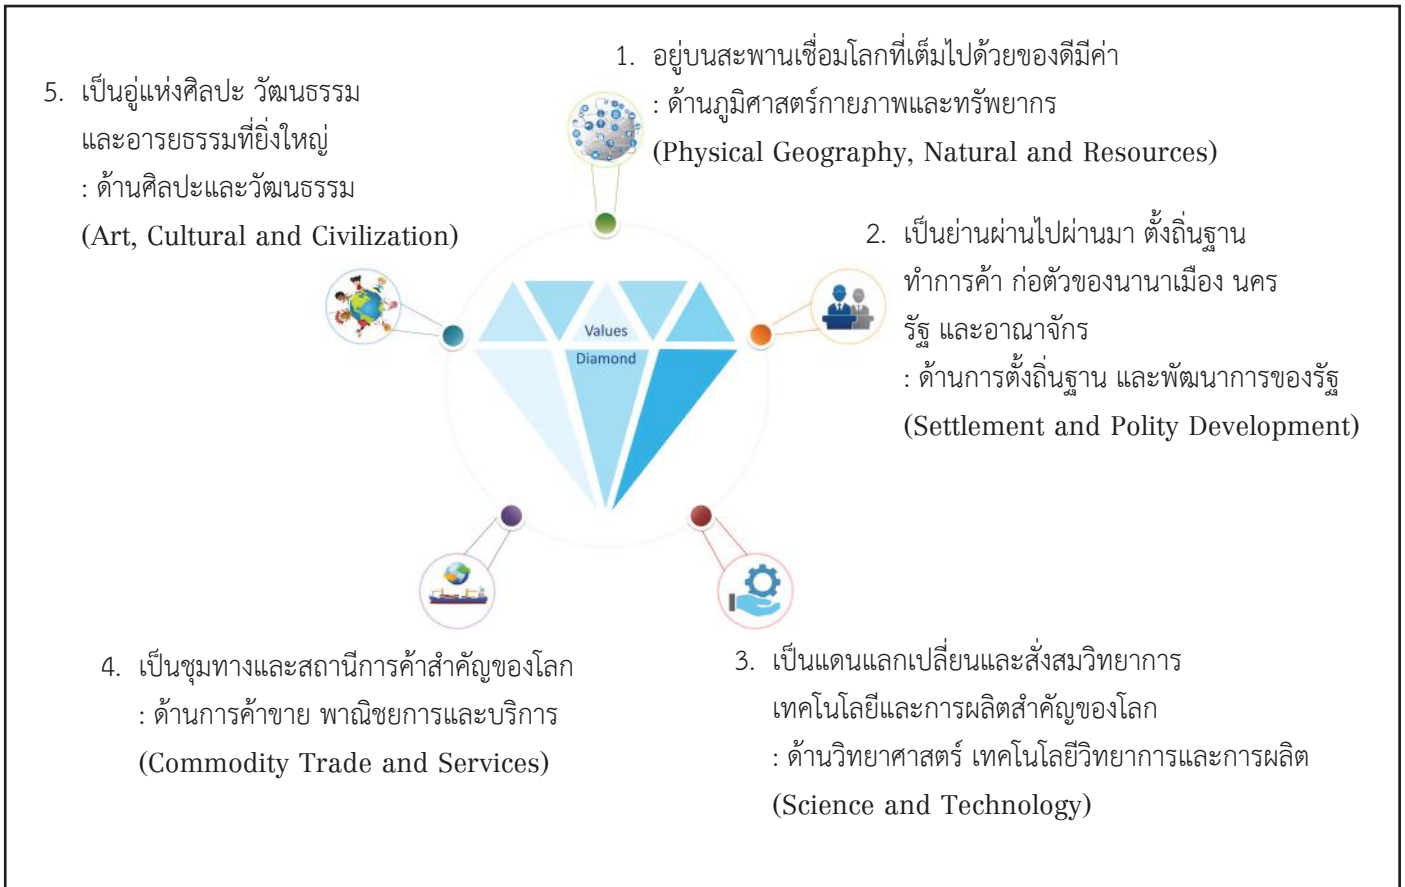 1. อยู่บนสะพานเชื่อมโลกที่เต็มไปด้วยของดีมีค่า
: ด้านภูมิศาสตร์กายภาพและทรัพยากร
(Physical Geography, Natural and Resources)
2. เป็นย่านผ่านไปผ่านมา ตั้งถิ่นฐาน
ทำการค้า ก่อตัวของนานาเมือง นคร
รัฐ และอาณาจักร
: ด้านการตั้งถิ่นฐาน และพัฒนาการของรัฐ
(Settlement and Polity Development)
3. เป็นแดนแลกเปลี่ยนและสั่งสมวิทยาการ
เทคโนโลยีและการผลิตสำคัญของโลก
: ด้านวิทยาศาสตร์ เทคโนโลยีวิทยาการและการผลิต
(Science and Technology)
4. เป็นชุมทางและสถานีการค้าสำคัญของโลก
: ด้านการค้าขาย พาณิชยการและบริการ
(Commodity Trade and Services)
5. เป็นอู่แห่งศิลปะ วัฒนธรรม
และอารยธรรมที่ยิ่งใหญ่
: ด้านศิลปะและวัฒนธรรม
(Art, Cultural and Civilization)
Values
Diamond